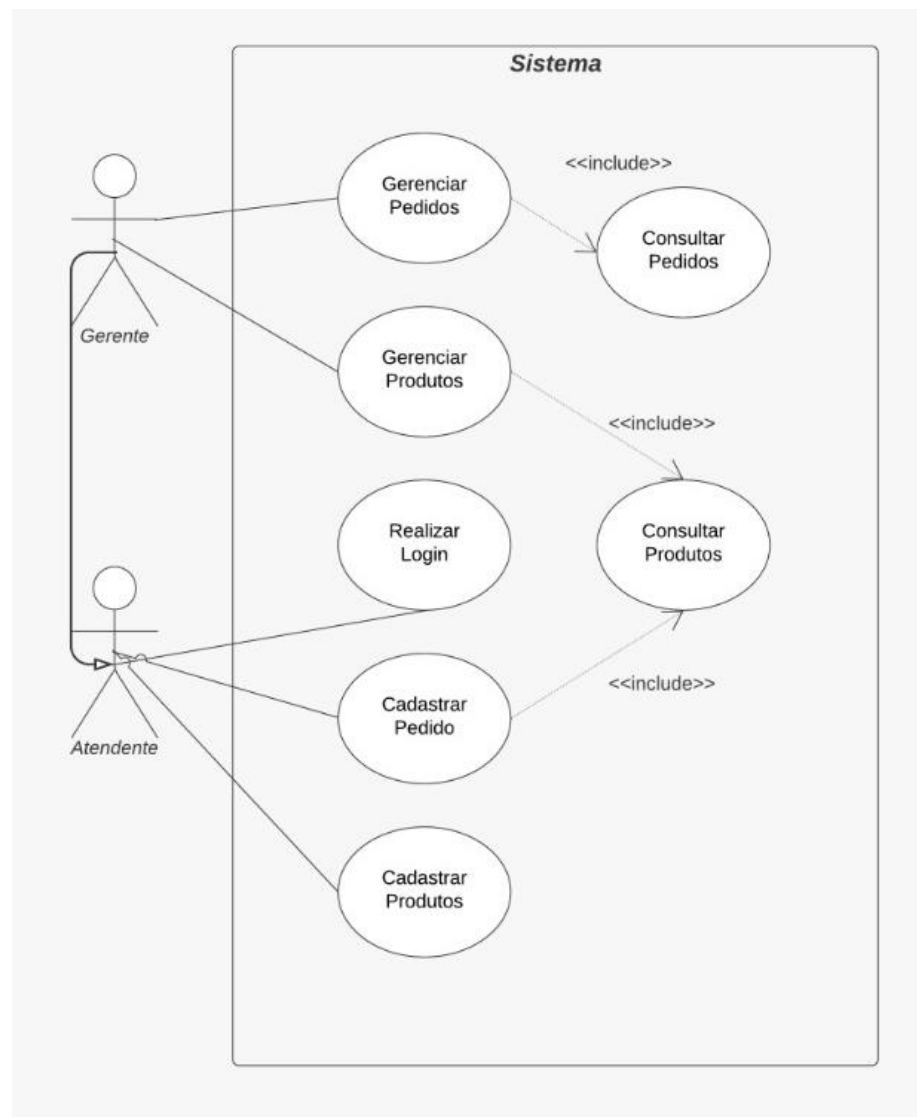 Sistema
<<include>>
Gerenciar
Pedidos
Consultar
Pedidos
Gerente
Gerenciar
Produtos
<<include>>
Realizar
Login
Consultar
Produtos
<<include>>
Cadastrar
Pedido
Atendente
Cadastrar
Produtos